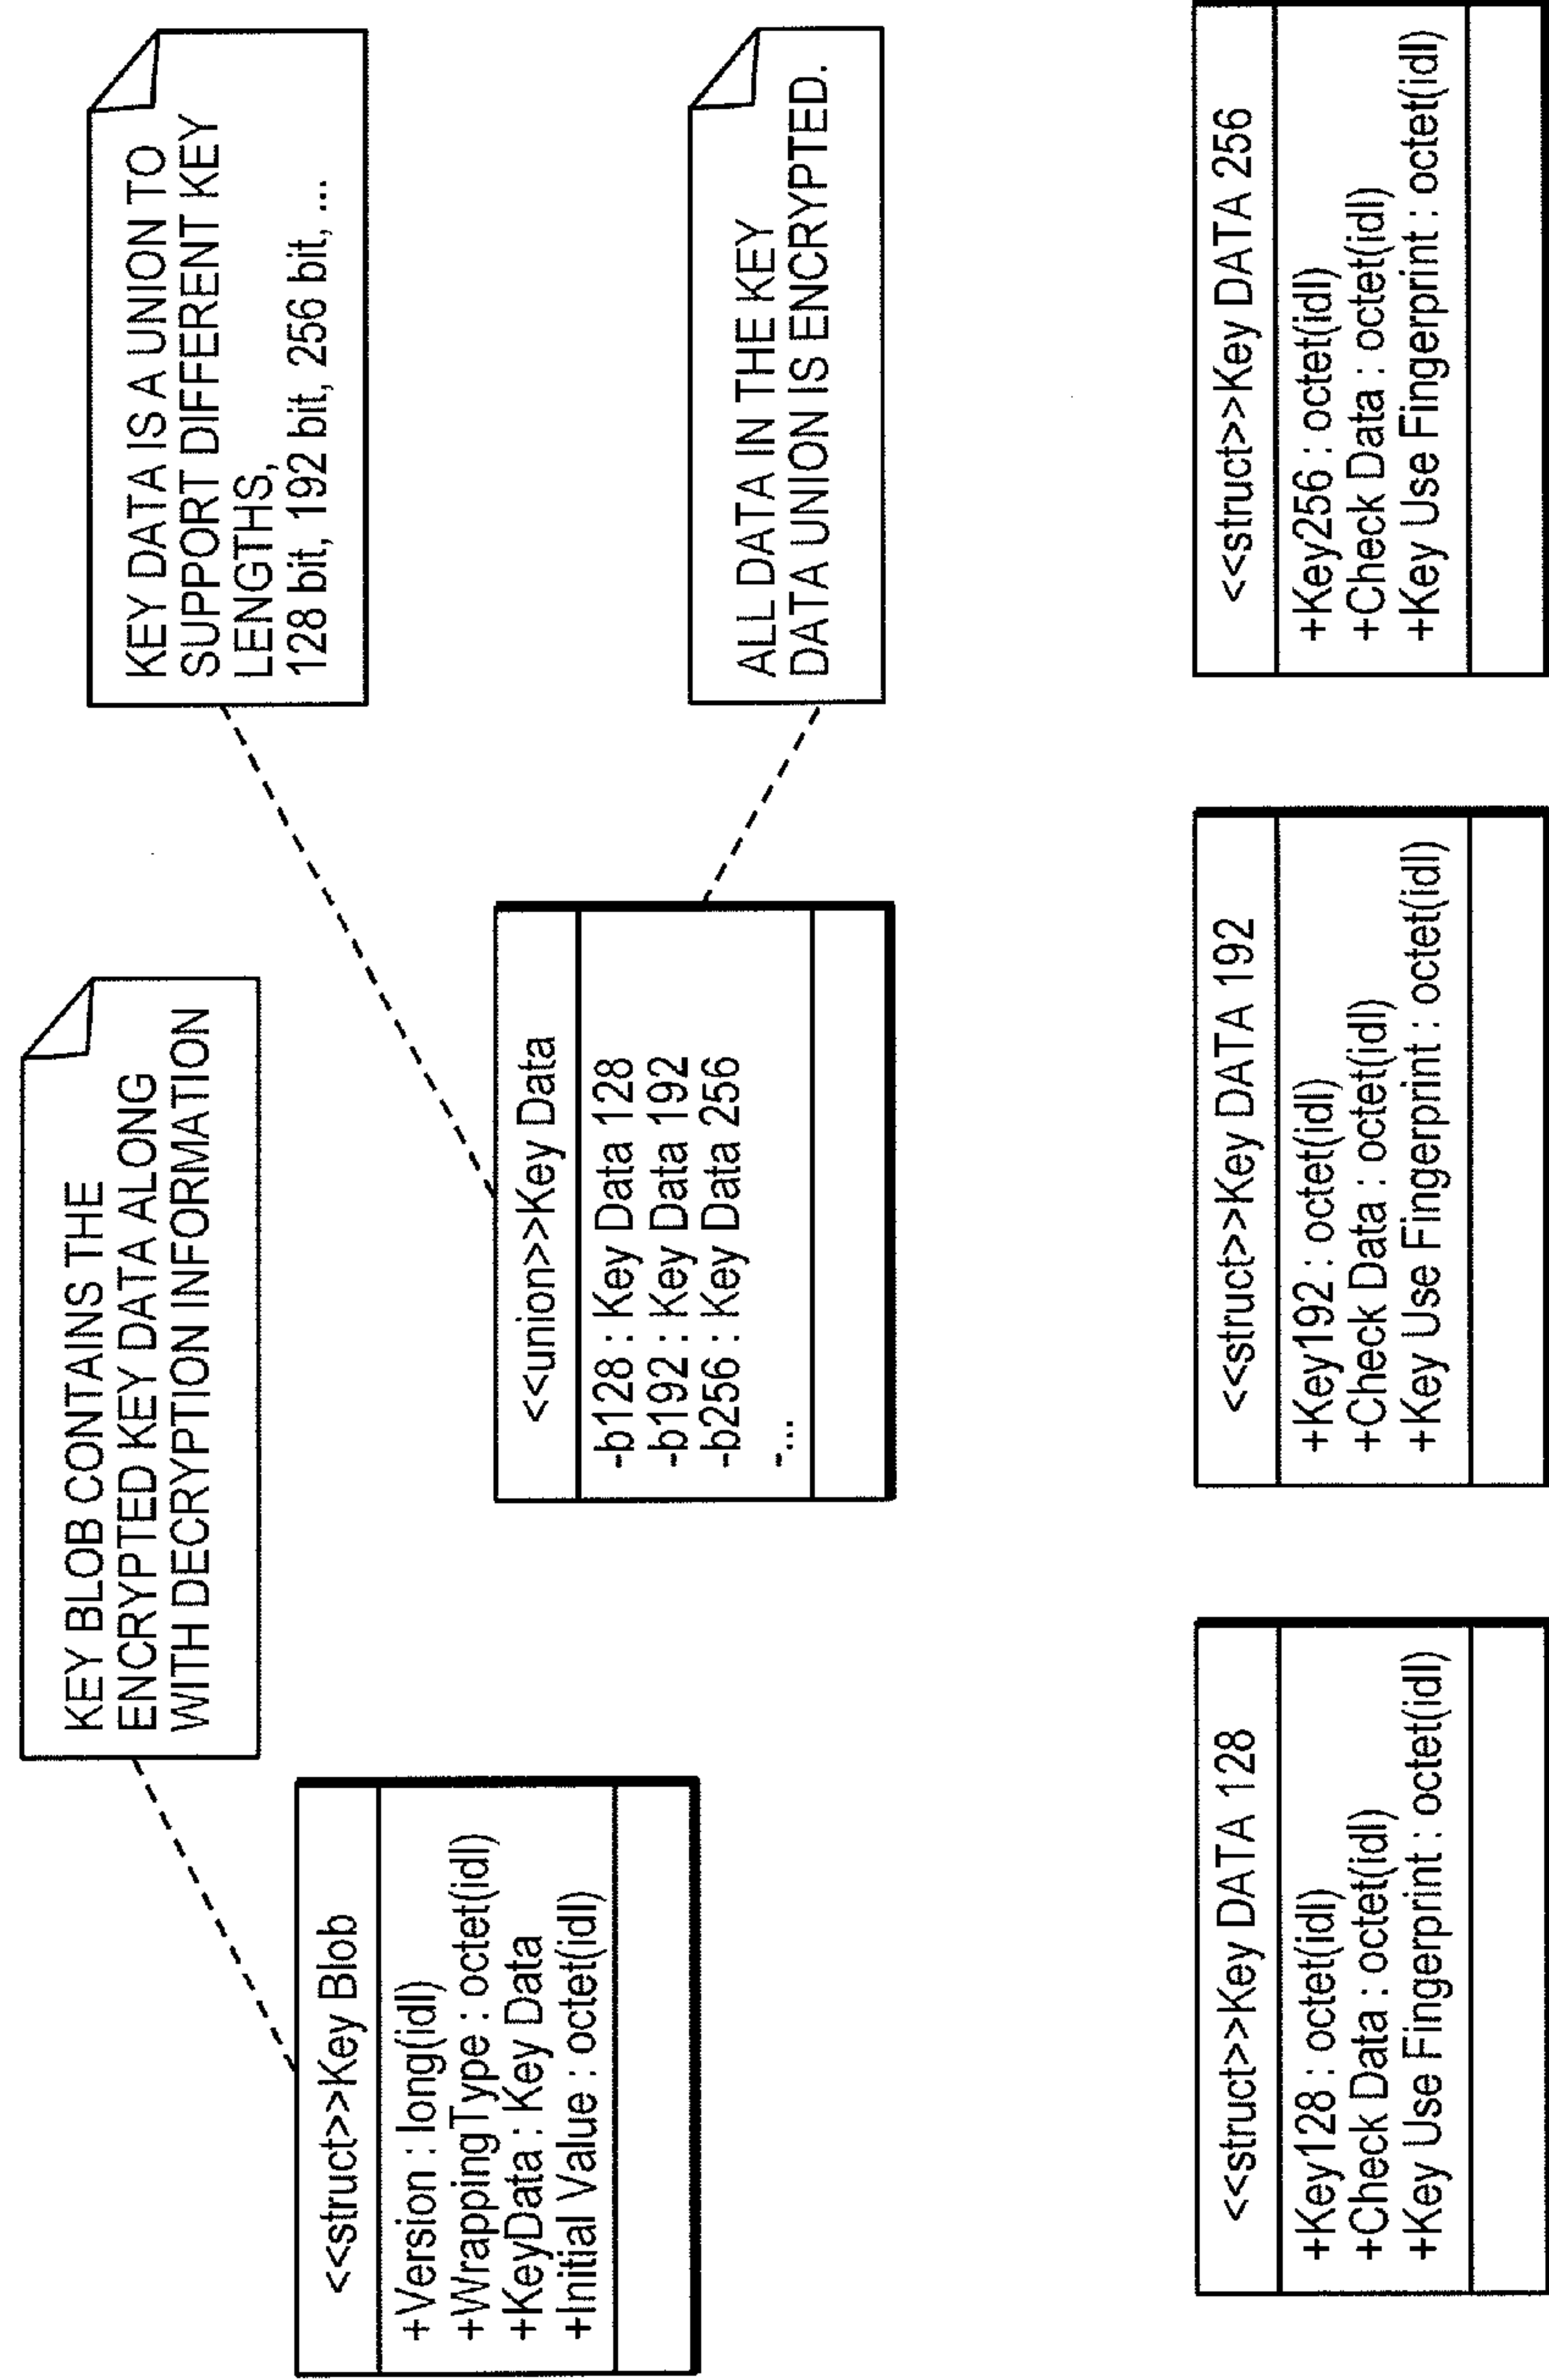 KEY BLOB CONTAINS THE
ENCRYPTED KEY DATA ALONG
WITH DECRYPTION INFORMATION
KEY DATA IS A UNION TO
SUPPORT DIFFERENT KEY
LENGTHS,
128 bit, 192 bit, 256 bit, ...
<<struct>>Key Blob
+Version : long(idl)
+WrappingType : octet(idl)
+KeyData : Key Data
+Initial Value : octet(idl)
<<union>>Key Data
-b128 : Key Data 128
-b192 : Key Data 192
-b256 : Key Data 256
-...
ALL DATA IN THE KEY
DATA UNION IS ENCRYPTED.
<<struct>>Key DATA 128
+Key128 : octet(idl)
+Check Data : octet(idl)
+Key Use Fingerprint : octet(idl)
<<struct>>Key DATA 192
+Key192 : octet(idl)
+Check Data : octet(idl)
+Key Use Fingerprint : octet(idl)
<<struct>>Key DATA 256
+Key256 : octet(idl)
+Check Data : octet(idl)
+Key Use Fingerprint : octet(idl)